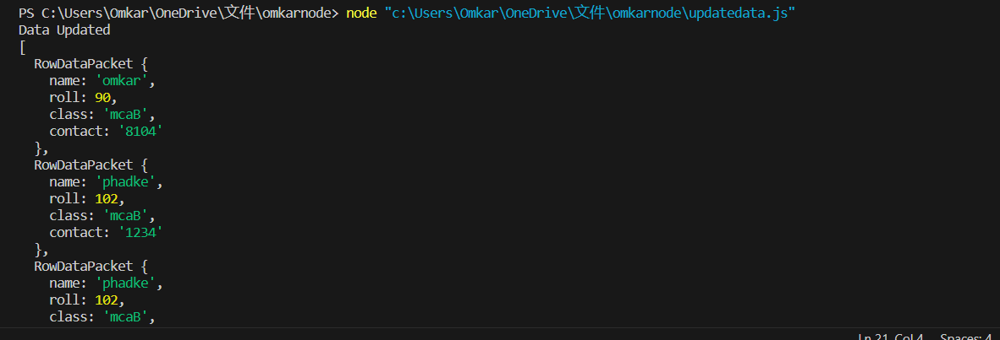 PS C:\Users\Omkar\OneDrive\文件\omkarnode> node "c:\Users\Omkar\OneDrive\文件\omkarnode\updatedata.js"
Data Updated
[
  RowDataPacket {
    name: 'omkar',
    roll: 90,
    class: 'mcaB',
    contact: '8104'
  },
  RowDataPacket {
    name: 'phadke',
    roll: 102,
    class: 'mcaB',
    contact: '1234'
  },
  RowDataPacket {
    name: 'phadke',
    roll: 102,
    class: 'mcaB',
Ln 21, Col 4 Spaces: 4